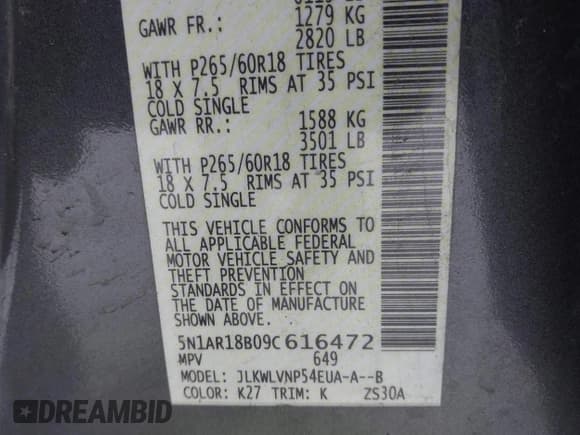 GAWR FR.: 1279 KG
2820 LB
WITH P265/60R18 TIRES
18 X 7.5 RIMS AT 35 PSI
COLD SINGLE
GAWR RR.: 1588 KG
3501 LB
WITH P265/60R18 TIRES
18 X 7.5 RIMS AT 35 PSI
COLD SINGLE
THIS VEHICLE CONFORMS TO
ALL APPLICABLE FEDERAL
MOTOR VEHICLE SAFETY AND
THEFT PREVENTION
STANDARDS IN EFFECT ON
THE DATE OF MANUFACTURE
SHOWN ABOVE.
5N1AR18B09C616472
MPV 649
MODEL: JLKWLVNP54EUA-A--B
COLOR: K27 TRIM: K ZS30A
DREAMBID